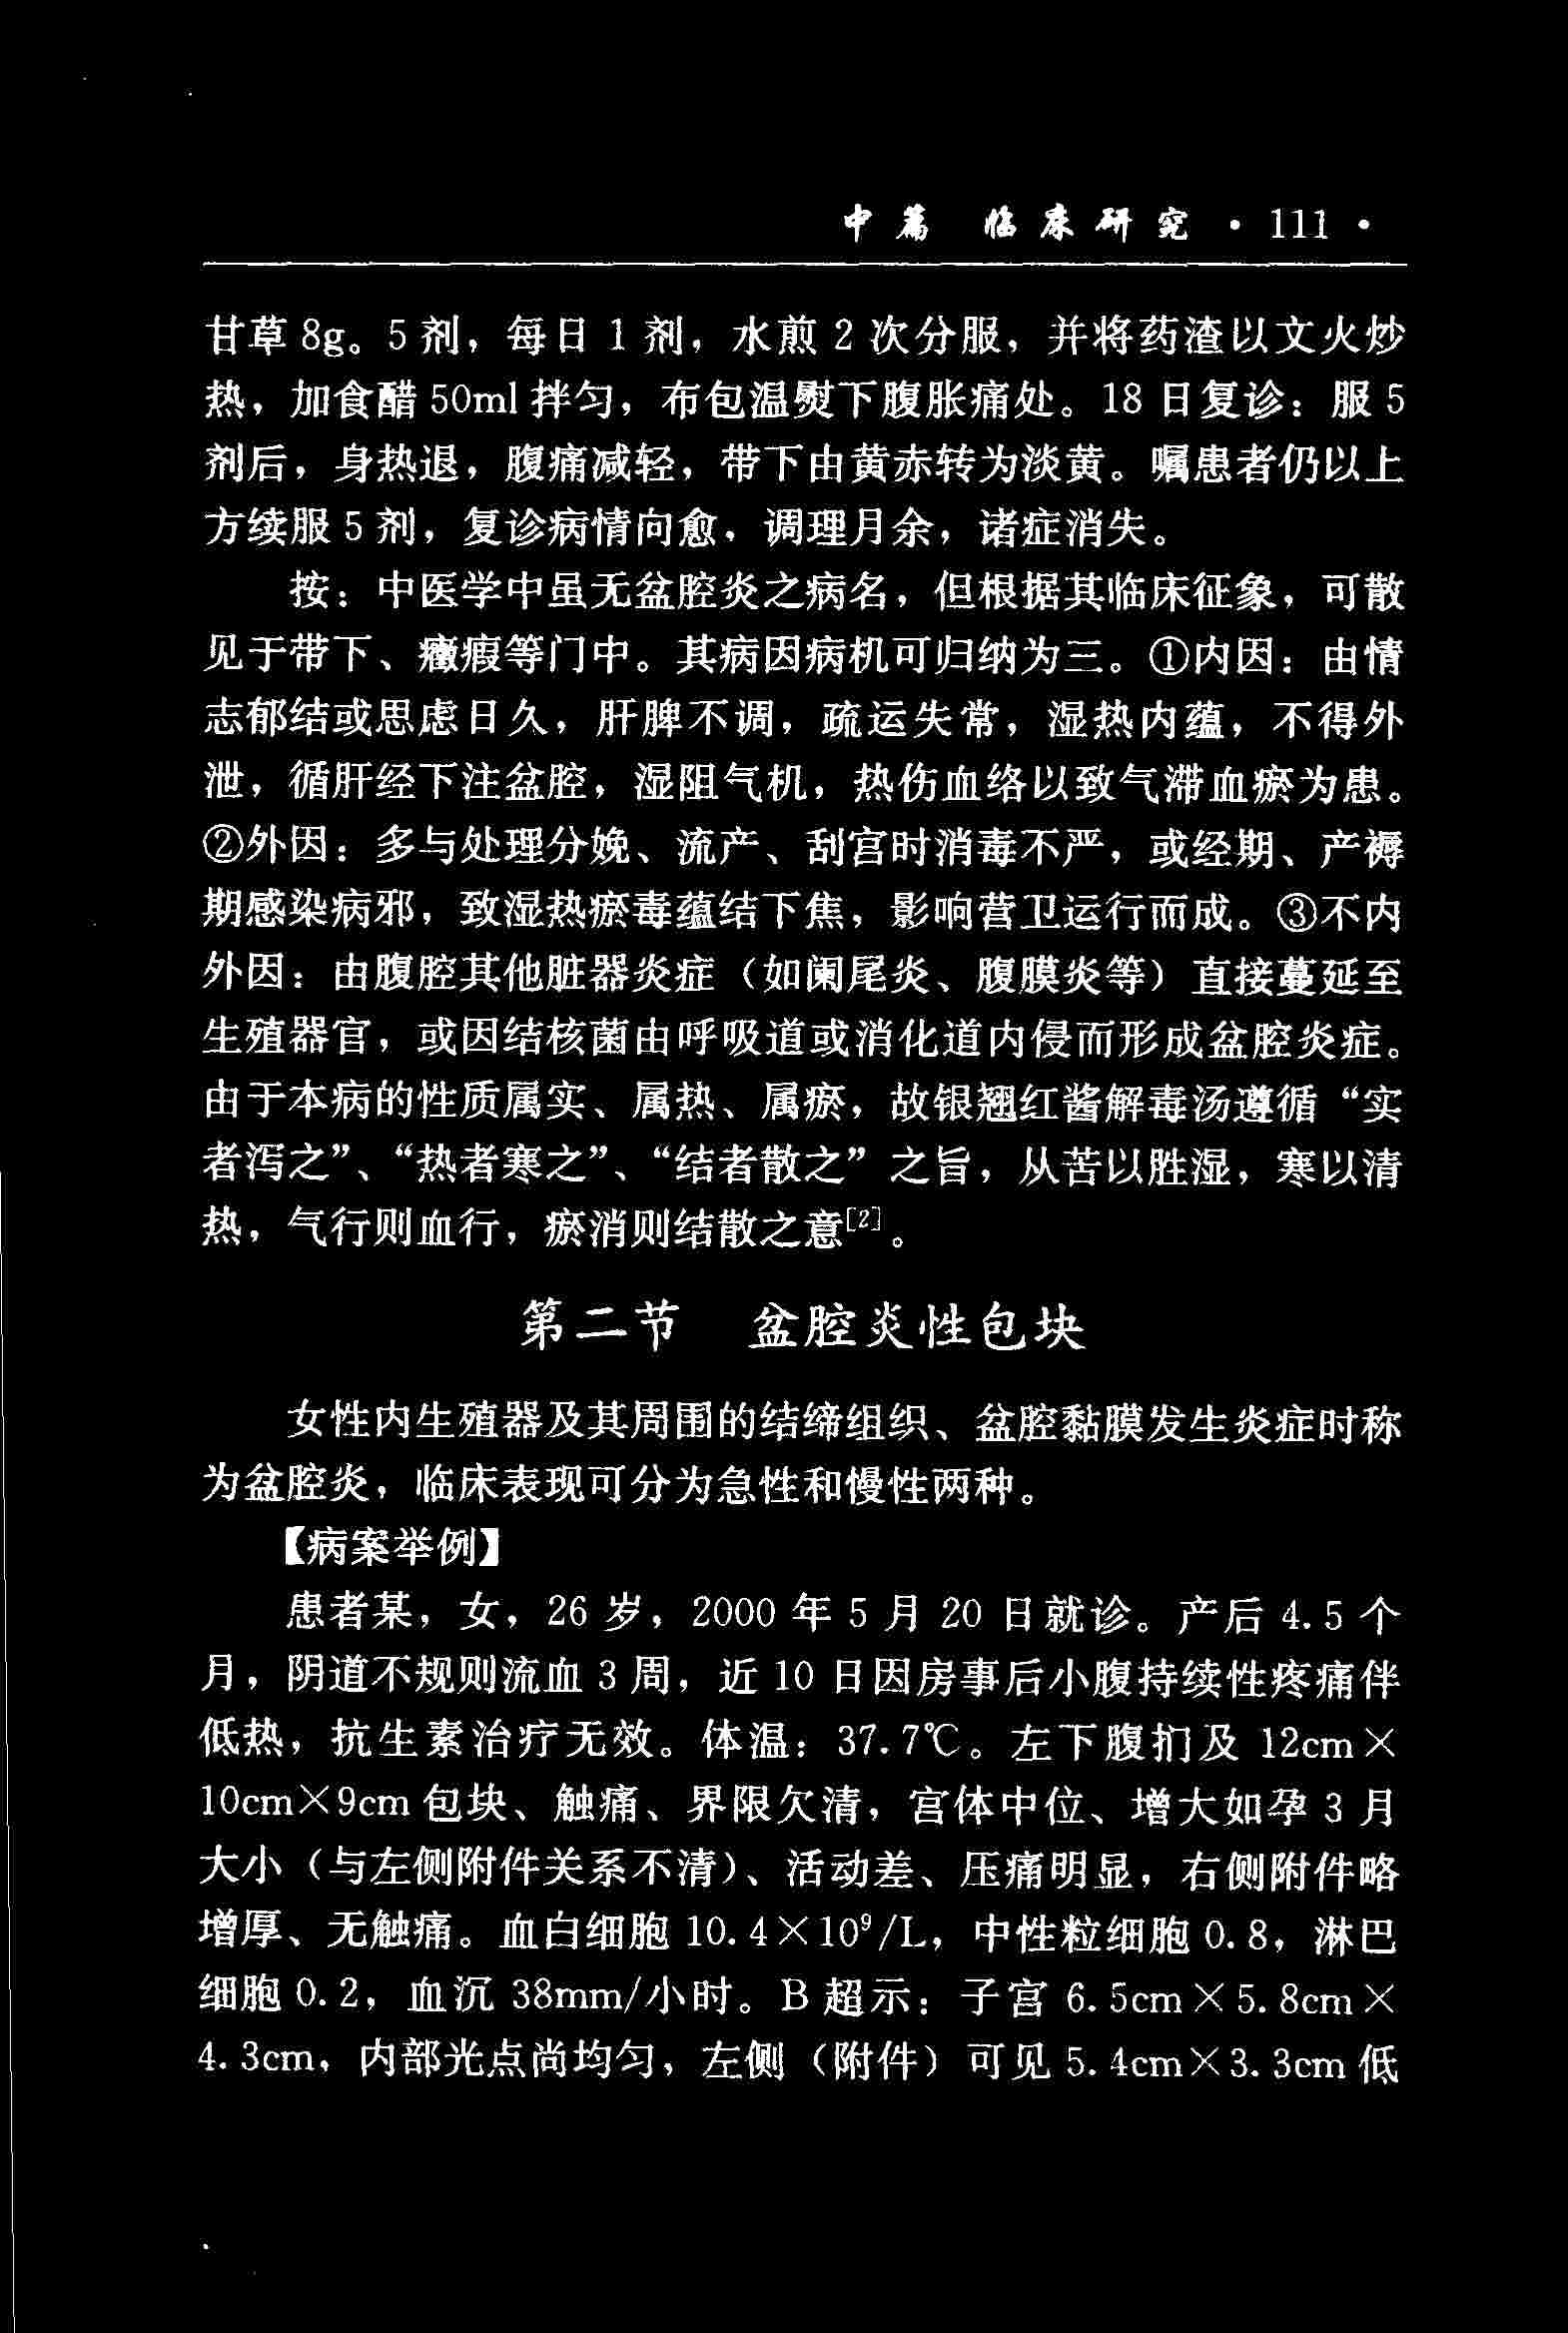 中篇 临床研究 · 111 ·
甘草 8g。5 剂，每日 1 剂，水煎 2 次分服，并将药渣以文火炒
热，加食醋 50ml 拌匀，布包温熨下腹胀痛处。18 日复诊：服 5
剂后，身热退，腹痛减轻，带下由黄赤转为淡黄。嘱患者仍以上
方续服 5 剂，复诊病情向愈，调理月余，诸症消失。
按：中医学中虽无盆腔炎之病名，但根据其临床征象，可散
见于带下、癥瘕等门中。其病因病机可归纳为三。①内因：由情
志郁结或思虑日久，肝脾不调，疏运失常，湿热内蕴，不得外
泄，循肝经下注盆腔，湿阻气机，热伤血络以致气滞血瘀为患。
②外因：多与处理分娩、流产、刮宫时消毒不严，或经期、产褥
期感染病邪，致湿热瘀毒蕴结下焦，影响营卫运行而成。③不内
外因：由腹腔其他脏器炎症（如阑尾炎、腹膜炎等）直接蔓延至
生殖器官，或因结核菌由呼吸道或消化道内侵而形成盆腔炎症。
由于本病的性质属实、属热、属瘀，故银翘红酱解毒汤遵循“实
者泻之”、“热者寒之”、“结者散之”之旨，从苦以胜湿，寒以清
热，气行则血行，瘀消则结散之意[2]。
第二节 盆腔炎性包块
女性内生殖器及其周围的结缔组织、盆腔黏膜发生炎症时称
为盆腔炎，临床表现可分为急性和慢性两种。
【病案举例】
患者某，女，26 岁，2000 年 5 月 20 日就诊。产后 4.5 个
月，阴道不规则流血 3 周，近 10 日因房事后小腹持续性疼痛伴
低热，抗生素治疗无效。体温：37.7℃。左下腹扪及 12cm×
10cm×9cm 包块、触痛、界限欠清，宫体中位、增大如孕 3 月
大小（与左侧附件关系不清）、活动差、压痛明显，右侧附件略
增厚、无触痛。血白细胞 10.4×10⁹/L，中性粒细胞 0.8，淋巴
细胞 0.2，血沉 38mm/小时。B 超示：子宫 6.5cm×5.8cm×
4.3cm，内部光点尚均匀，左侧（附件）可见 5.4cm×3.3cm 低